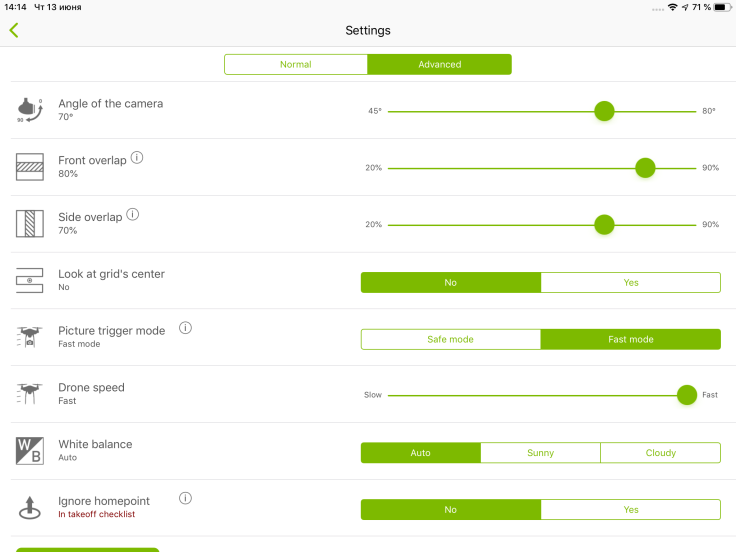 14:14 Чт 13 июня
71 %
Settings
Normal
Advanced
0
90
Angle of the camera
70°
45°
80°
Front overlap i
80%
20%
90%
Side overlap i
70%
20%
90%
Look at grid's center
No
No
Yes
Picture trigger mode i
Fast mode
Safe mode
Fast mode
Drone speed
Fast
Slow
Fast
W
B
White balance
Auto
Auto
Sunny
Cloudy
Ignore homepoint i
In takeoff checklist
No
Yes